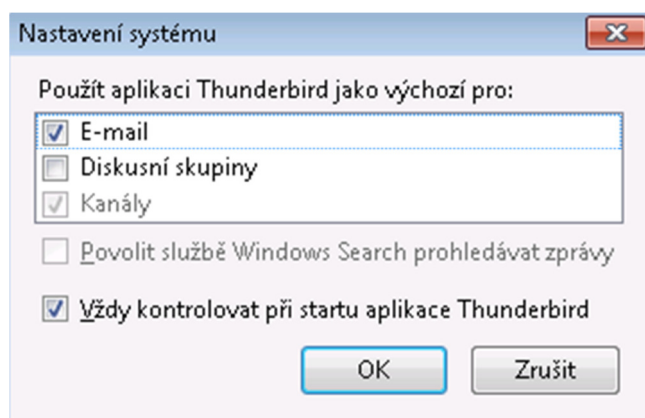 Nastavení systému
Použít aplikaci Thunderbird jako výchozí pro:
E-mail
Diskusní skupiny
Kanály
Povolit službě Windows Search prohledávat zprávy
Vždy kontrolovat při startu aplikace Thunderbird
OK Zrušit